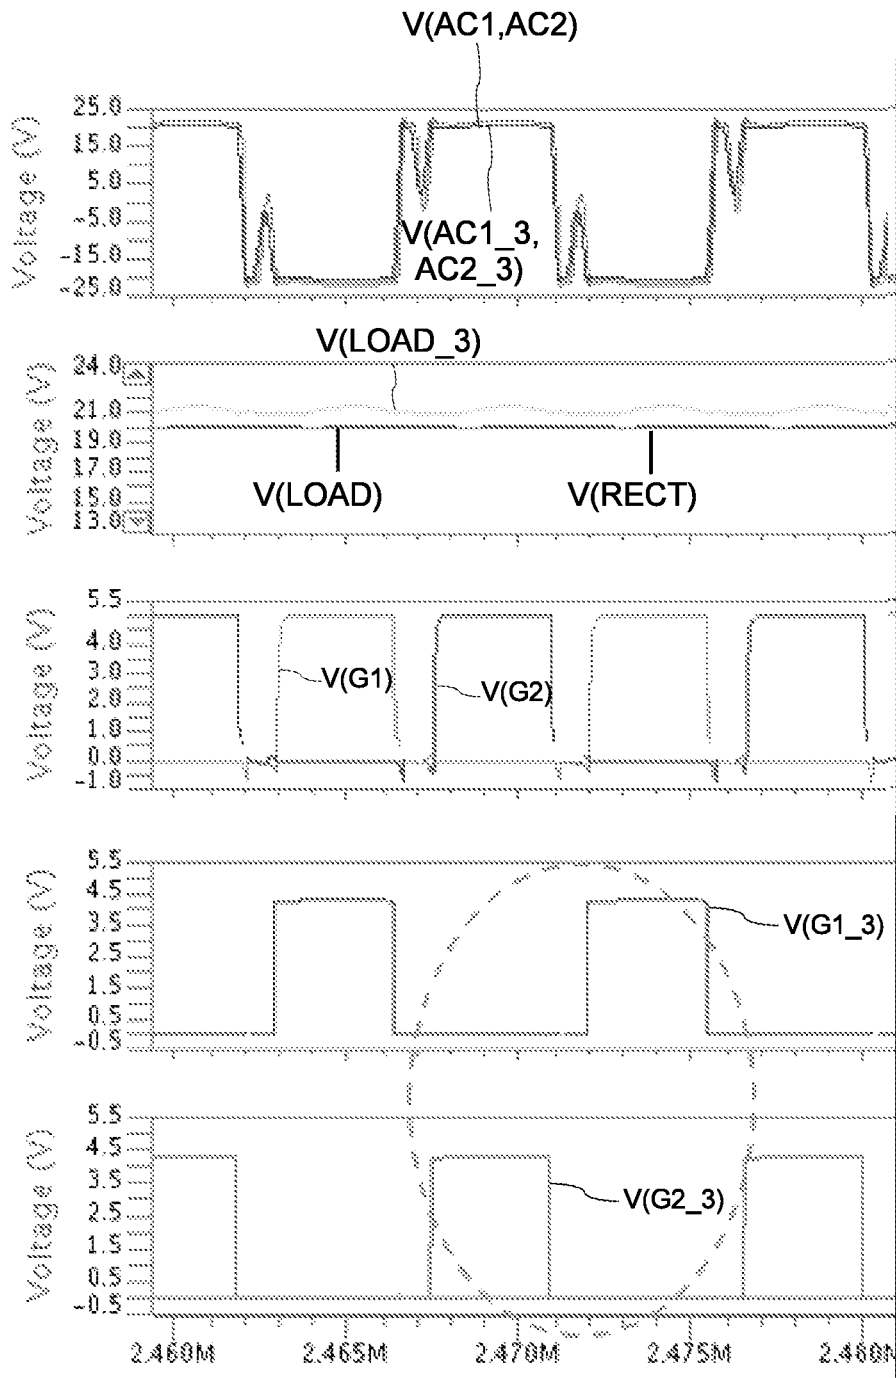 V(AC1,AC2)
Voltage (V)
25.0
15.0
5.0
-5.0
-15.0
-25.0
V(AC1_3,
AC2_3)
V(LOAD_3)
Voltage (V)
24.0
21.0
19.0
17.0
15.0
13.0
V(LOAD)
V(RECT)
Voltage (V)
5.5
4.0
3.0
2.0
1.0
0.0
-1.0
V(G1)
V(G2)
Voltage (V)
5.5
4.5
3.5
2.5
1.5
0.5
-0.5
V(G1_3)
Voltage (V)
5.5
4.5
3.5
2.5
1.5
0.5
-0.5
V(G2_3)
2.460M
2.465M
2.470M
2.475M
2.460M